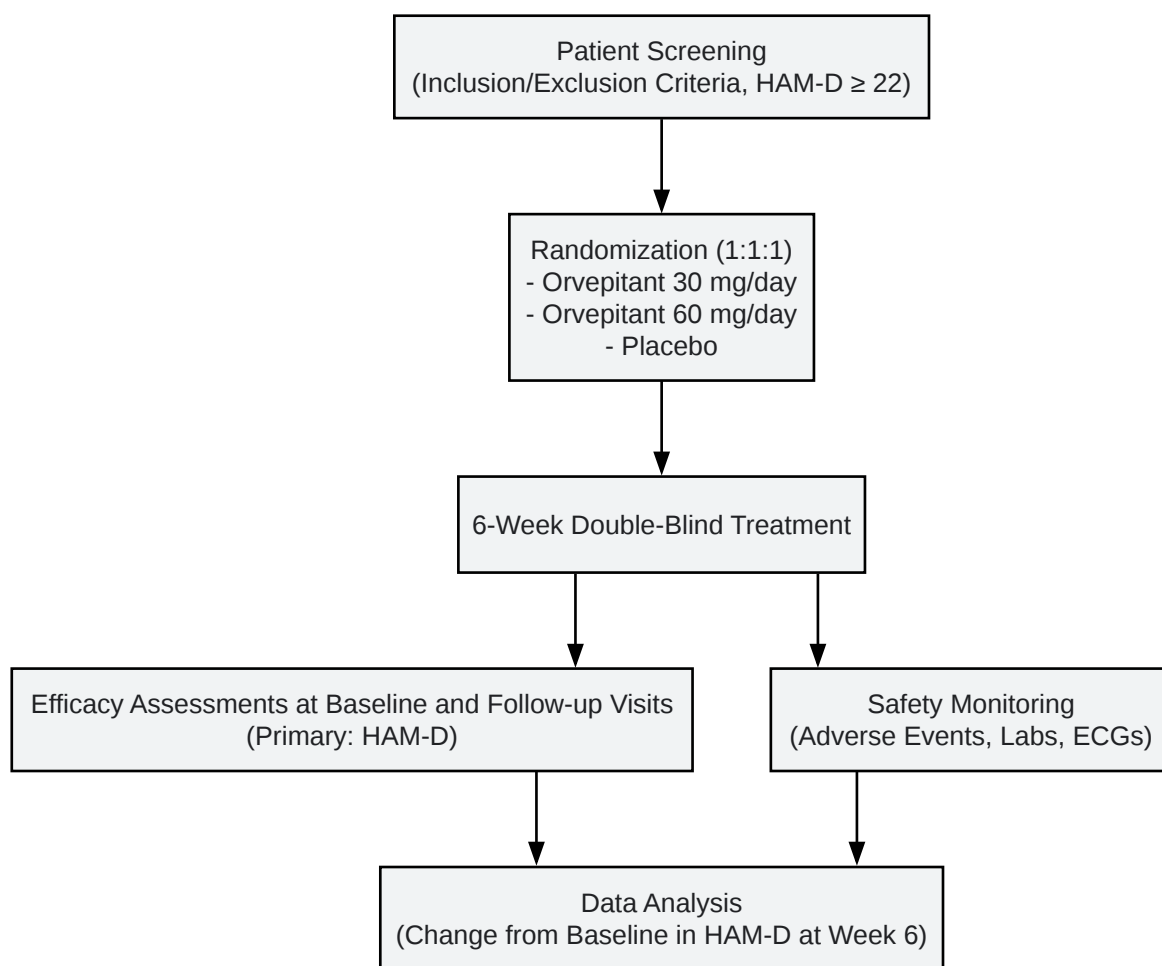 Patient Screening
(Inclusion/Exclusion Criteria, HAM-D ≥ 22)
Randomization (1:1:1)
- Orvepitant 30 mg/day
- Orvepitant 60 mg/day
- Placebo
6-Week Double-Blind Treatment
Efficacy Assessments at Baseline and Follow-up Visits
(Primary: HAM-D)
Safety Monitoring
(Adverse Events, Labs, ECGs)
Data Analysis
(Change from Baseline in HAM-D at Week 6)